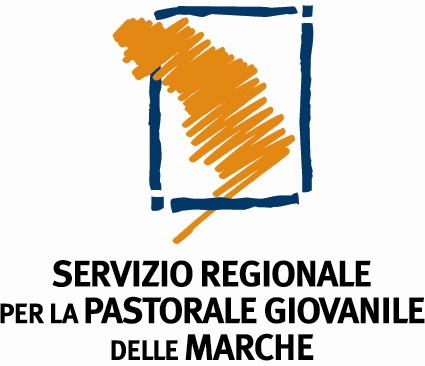 SERVIZIO REGIONALE
PER LA PASTORALE GIOVANILE
DELLE MARCHE